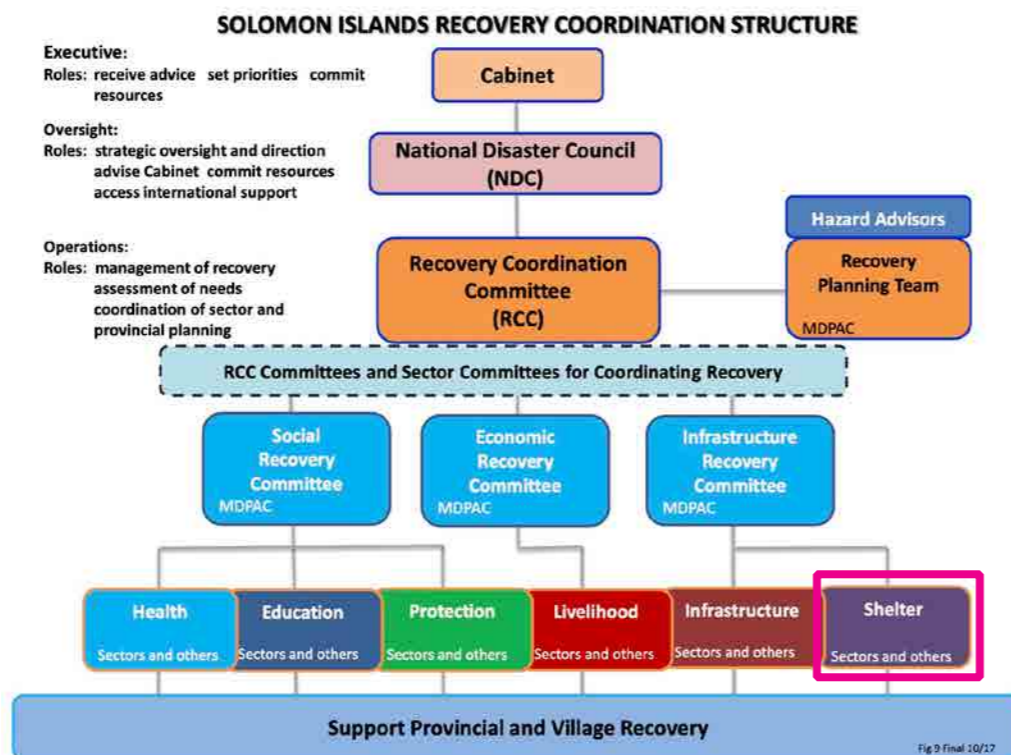 SOLOMON ISLANDS RECOVERY COORDINATION STRUCTURE
Executive:
Roles: receive advice set priorities commit
resources
Cabinet
Oversight:
Roles: strategic oversight and direction
advise Cabinet commit resources
access international support
National Disaster Council
(NDC)
Operations:
Roles: management of recovery
assessment of needs
coordination of sector and
provincial planning
Recovery Coordination
Committee
(RCC)
Hazard Advisors
Recovery
Planning Team
MDPAC
RCC Committees and Sector Committees for Coordinating Recovery
Social
Recovery
Committee
MDPAC
Economic
Recovery
Committee
MDPAC
Infrastructure
Recovery
Committee
MDPAC
Health
Sectors and others
Education
Sectors and others
Protection
Sectors and others
Livelihood
Sectors and others
Infrastructure
Sectors and others
Shelter
Sectors and others
Support Provincial and Village Recovery
Fig 9 Final 10/17